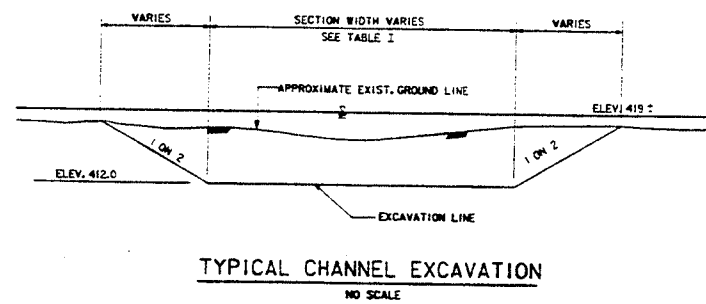 VARIES
SECTION WIDTH VARIES
VARIES
SEE TABLE I
APPROXIMATE EXIST. GROUND LINE
ELEV. 419 ±
1 ON 2
1 ON 2
ELEV. 412.0
EXCAVATION LINE
TYPICAL CHANNEL EXCAVATION
NO SCALE